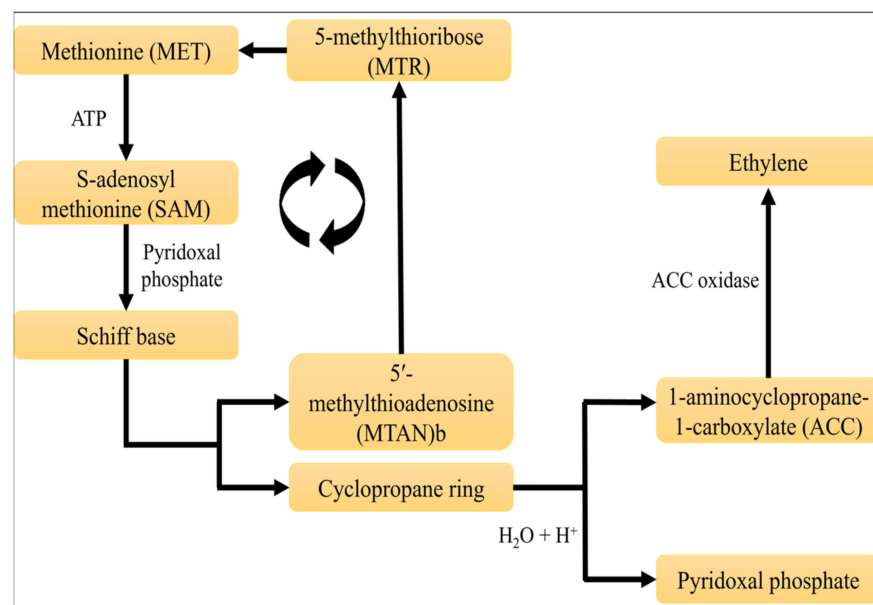 Methionine (MET)
5-methylthioribose
(MTR)
ATP
S-adenosyl
methionine (SAM)
Ethylene
Pyridoxal
phosphate
ACC oxidase
Schiff base
5′-
methylthioadenosine
(MTAN)b
1-aminocyclopropane-
1-carboxylate (ACC)
Cyclopropane ring
H₂O + H⁺
Pyridoxal phosphate